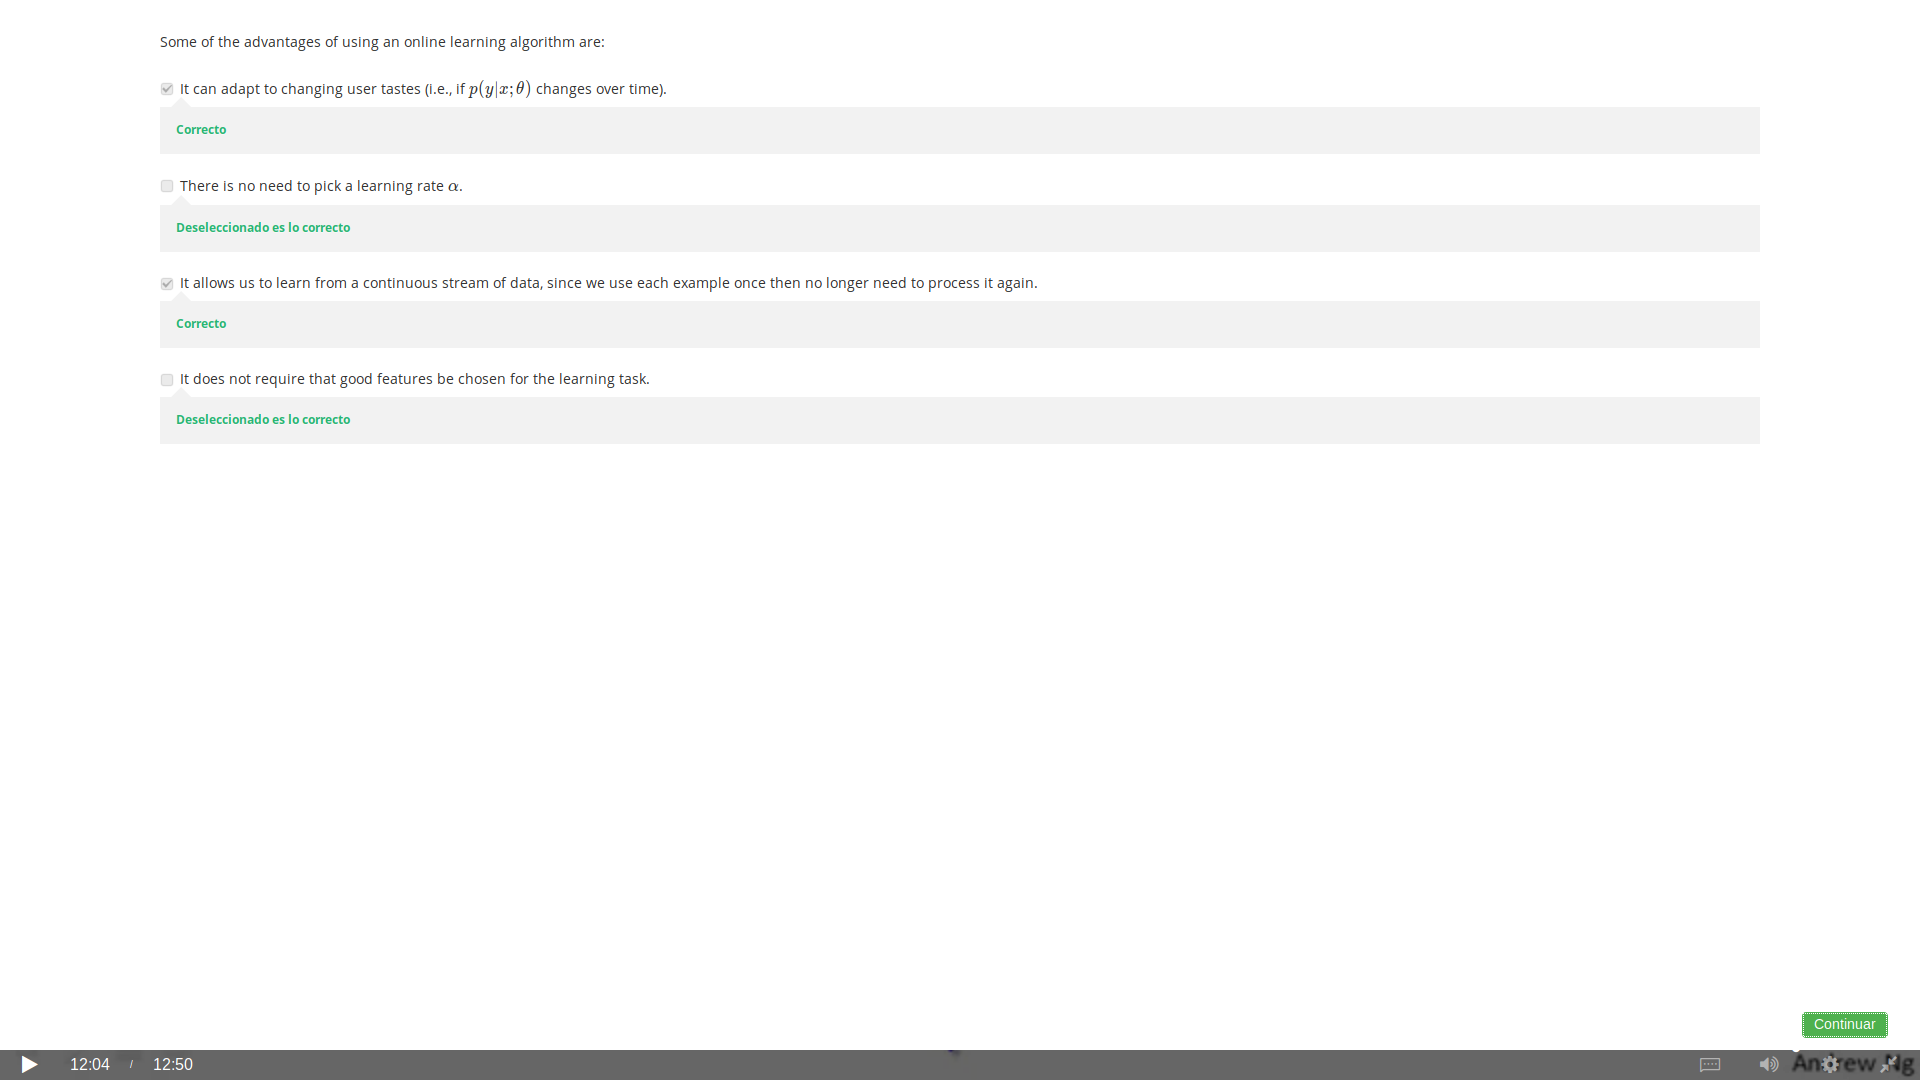 Some of the advantages of using an online learning algorithm are:
It can adapt to changing user tastes (i.e., if p(y|x; θ) changes over time).
Correcto
There is no need to pick a learning rate α.
Deseleccionado es lo correcto
It allows us to learn from a continuous stream of data, since we use each example once then no longer need to process it again.
Correcto
It does not require that good features be chosen for the learning task.
Deseleccionado es lo correcto
Continuar
12:04 / 12:50
Andrew Ng